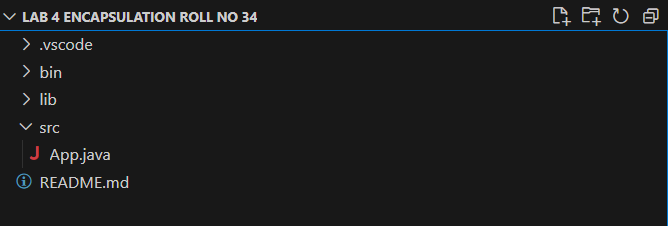 LAB 4 ENCAPSULATION ROLL NO 34
.vscode
bin
lib
src
J App.java
README.md